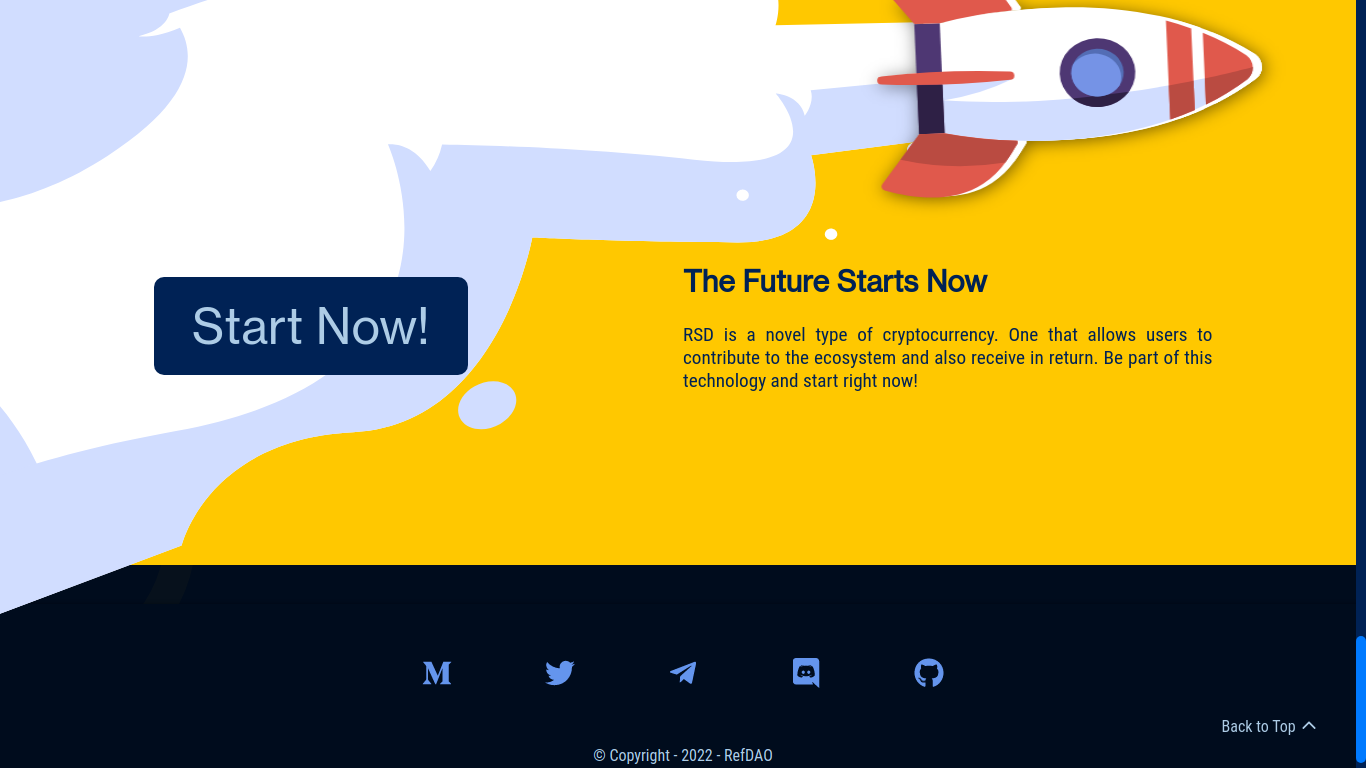 Start Now!
The Future Starts Now
RSD is a novel type of cryptocurrency. One that allows users to
contribute to the ecosystem and also receive in return. Be part of this
technology and start right now!
Back to Top
© Copyright - 2022 - RefDAO